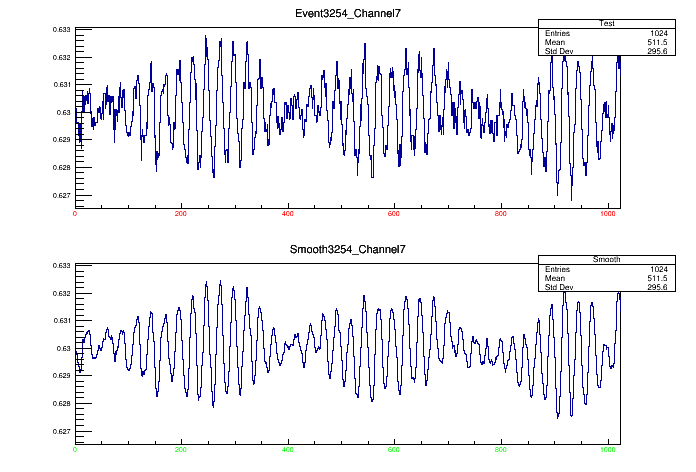 Event3254_Channel7
Test
Entries 1024
Mean 511.5
Std Dev 295.6
0.633
0.632
0.631
0.63
0.629
0.628
0.627
0 200 400 600 800 1000
Smooth3254_Channel7
Smooth
Entries 1024
Mean 511.5
Std Dev 295.6
0.633
0.632
0.631
0.63
0.629
0.628
0.627
0 200 400 600 800 1000